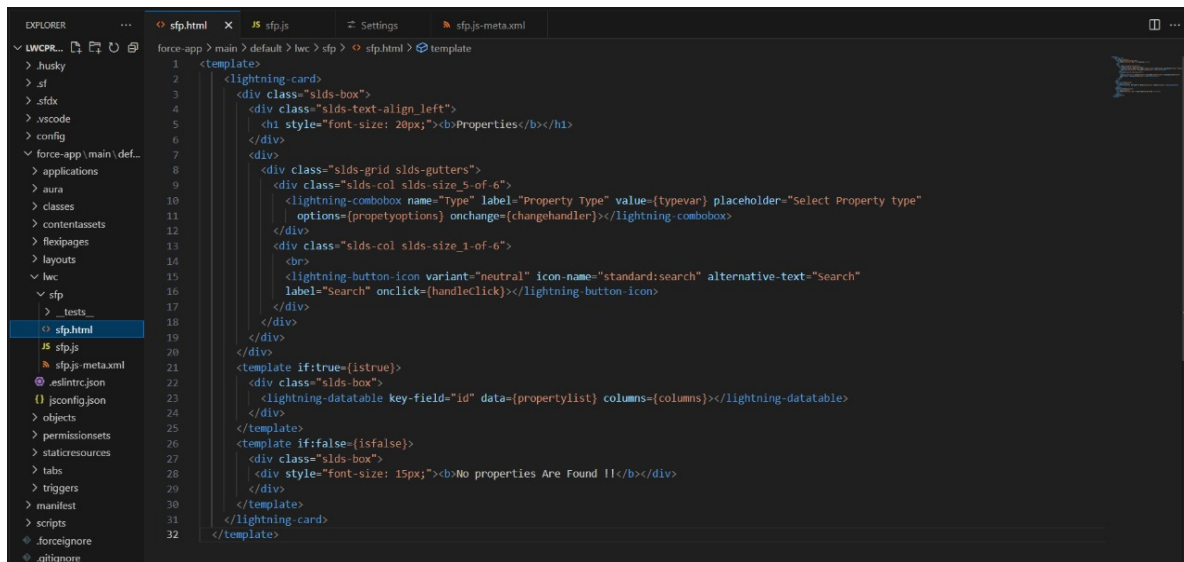 EXPLORER ...
sfp.html X JS sfp.js Settings sfp.js-meta.xml ...
LWCPR...
force-app > main > default > lwc > sfp > sfp.html > template
> .husky
> .sf
> .sfdx
> .vscode
> config
force-app\main\def...
> applications
> aura
> classes
> contentassets
> flexipages
> layouts
lwc
sfp
> __tests__
<> sfp.html
JS sfp.js
sfp.js-meta.xml
.eslintrc.json
{} jsconfig.json
> objects
> permissionsets
> staticresources
> tabs
> triggers
> manifest
> scripts
.forceignore
.gitignore
1 <template>
2 <lightning-card>
3 <div class="slds-box">
4 <div class="slds-text-align_left">
5 <h1 style="font-size: 20px;"><b>Properties</b></h1>
6 </div>
7 <div>
8 <div class="slds-grid slds-gutters">
9 <div class="slds-col slds-size_5-of-6">
10 <lightning-combobox name="Type" label="Property Type" value={typevar} placeholder="Select Property type"
11 options={propetyoptions} onchange={changehandler}></lightning-combobox>
12 </div>
13 <div class="slds-col slds-size_1-of-6">
14 <br>
15 <lightning-button-icon variant="neutral" icon-name="standard:search" alternative-text="Search"
16 label="Search" onclick={handleClick}></lightning-button-icon>
17 </div>
18 </div>
19 </div>
20 </div>
21 <template if:true={istrue}>
22 <div class="slds-box">
23 <lightning-datatable key-field="id" data={propertylist} columns={columns}></lightning-datatable>
24 </div>
25 </template>
26 <template if:false={isfalse}>
27 <div class="slds-box">
28 <div style="font-size: 15px;"><b>No properties Are Found !!</b></div>
29 </div>
30 </template>
31 </lightning-card>
32 </template>